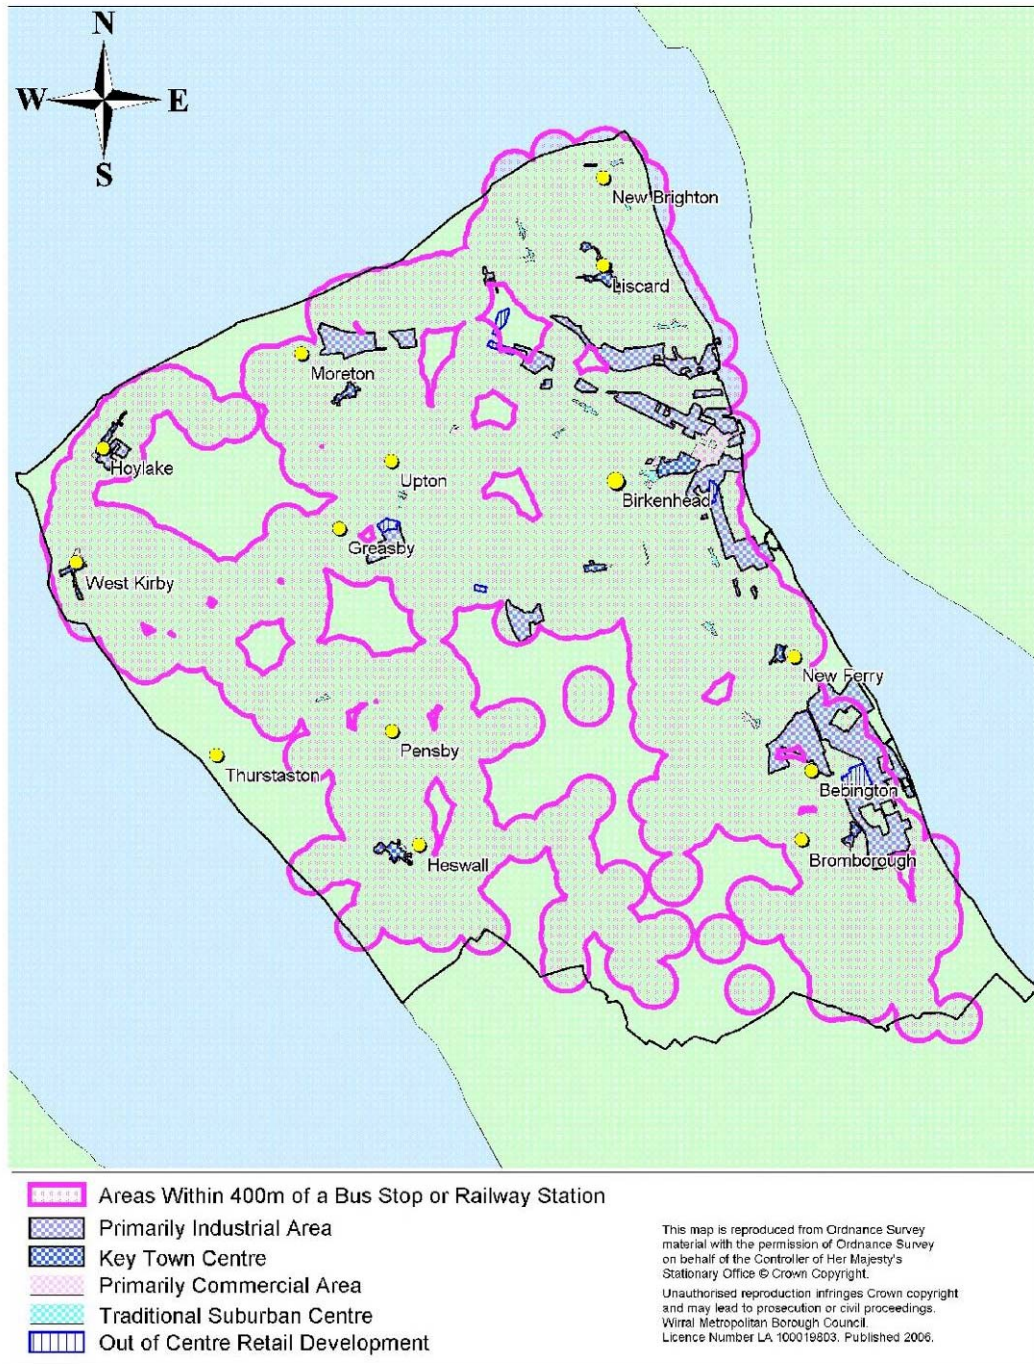 N
W E
S
New Brighton
Liscard
Moreton
Hoylake
Upton
Birkenhead
Greasby
West Kirby
New Ferry
Pensby
Thurstaston
Bebington
Heswall
Bromborough
Areas Within 400m of a Bus Stop or Railway Station
Primarily Industrial Area
Key Town Centre
Primarily Commercial Area
Traditional Suburban Centre
Out of Centre Retail Development
This map is reproduced from Ordnance Survey
material with the permission of Ordnance Survey
on behalf of the Controller of Her Majesty's
Stationary Office © Crown Copyright.
Unauthorised reproduction infringes Crown copyright
and may lead to prosecution or civil proceedings.
Wirral Metropolitan Borough Council.
Licence Number LA 100019803. Published 2006.